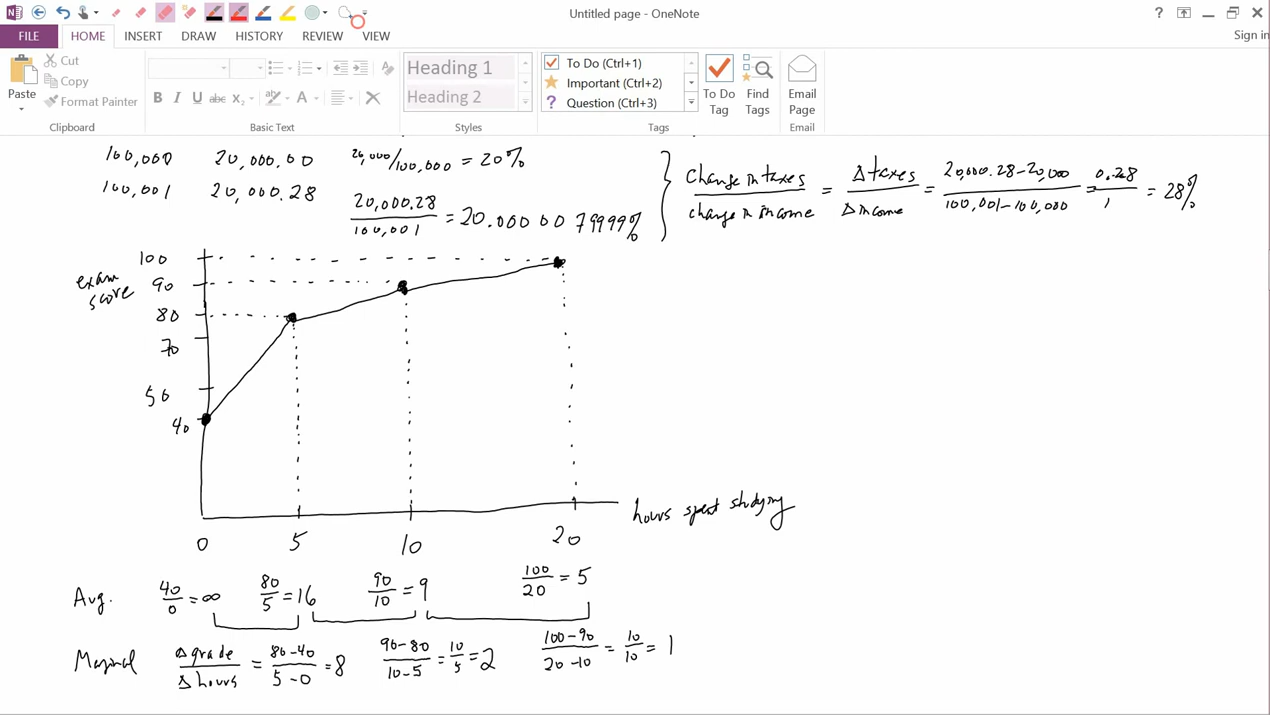 Untitled page - OneNote
?
FILE HOME INSERT DRAW HISTORY REVIEW VIEW
Sign in
Paste
Cut
Copy
Format Painter
Clipboard
B I U abc X₂ A
Basic Text
Heading 1
Heading 2
Styles
To Do (Ctrl+1)
Important (Ctrl+2)
? Question (Ctrl+3)
To Do Tag
Find Tags
Tags
Email Page
Email
100,000 20,000.00 20,000/100,000 = 20%
100,001 20,000.28 20,000.28/100,001 = 20.00000 79999%
change in taxes/change in income = Δtaxes/Δincome = 20,000.28-20,000/100,001-100,000 = 0.28/1 = 28%
exam score
100
90
80
70
50
40
0 5 10 20
hours spent studying
Avg. 40/0 = ∞ 80/5 = 16 90/10 = 9 100/20 = 5
Marginal Δgrade/Δhours = 80-40/5-0 = 8 90-80/10-5 = 10/5 = 2 100-90/20-10 = 10/10 = 1